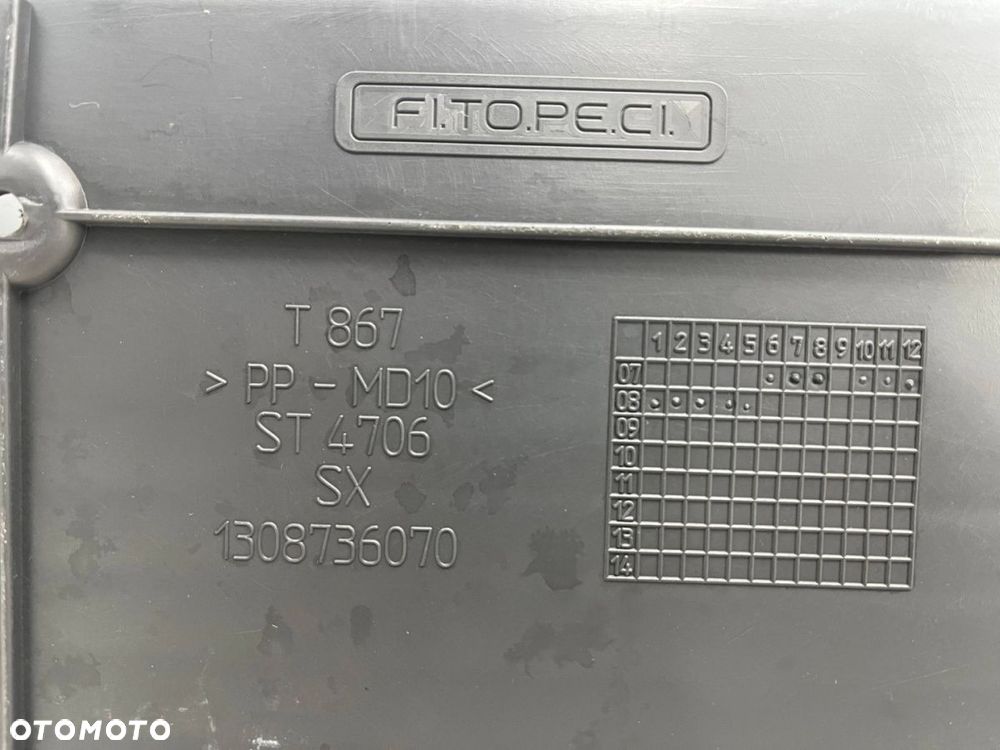 FI.TO.PE.CI.
T 867
> PP - MD10 <
ST 4706
SX
1308736070
1 2 3 4 5 6 7 8 9 10 11 12
07
08
09
10
11
12
13
14
OTOMOTO